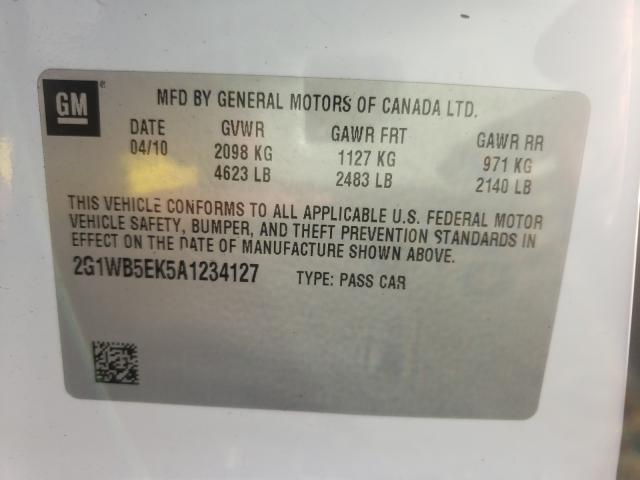 GM
MFD BY GENERAL MOTORS OF CANADA LTD.
DATE GVWR GAWR FRT GAWR RR
04/10 2098 KG 1127 KG 971 KG
4623 LB 2483 LB 2140 LB
THIS VEHICLE CONFORMS TO ALL APPLICABLE U.S. FEDERAL MOTOR
VEHICLE SAFETY, BUMPER, AND THEFT PREVENTION STANDARDS IN
EFFECT ON THE DATE OF MANUFACTURE SHOWN ABOVE.
2G1WB5EK5A1234127 TYPE: PASS CAR